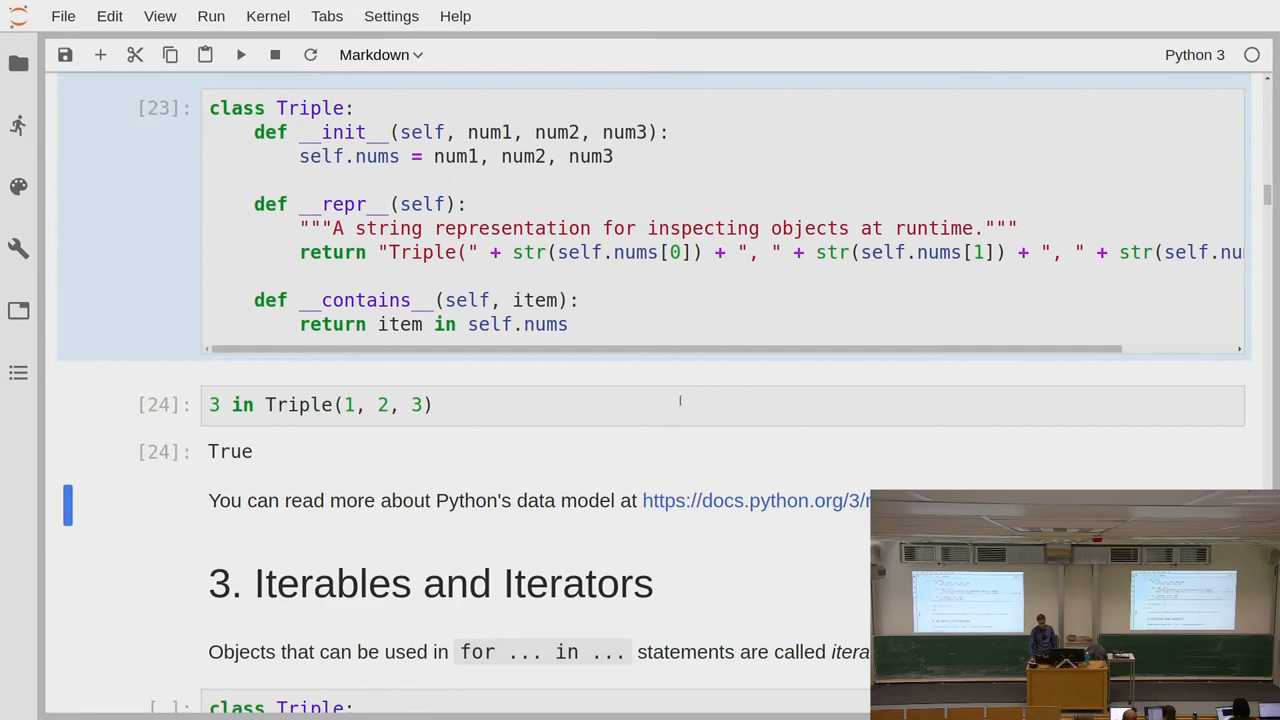 File Edit View Run Kernel Tabs Settings Help
Markdown
Python 3
[23]:
class Triple:
def __init__(self, num1, num2, num3):
self.nums = num1, num2, num3
def __repr__(self):
"""A string representation for inspecting objects at runtime."""
return "Triple(" + str(self.nums[0]) + ", " + str(self.nums[1]) + ", " + str(self.nu
def __contains__(self, item):
return item in self.nums
[24]: 3 in Triple(1, 2, 3)
[24]: True
You can read more about Python's data model at https://docs.python.org/3/r
3. Iterables and Iterators
Objects that can be used in for ... in ... statements are called itera
[ ]: class Triple: